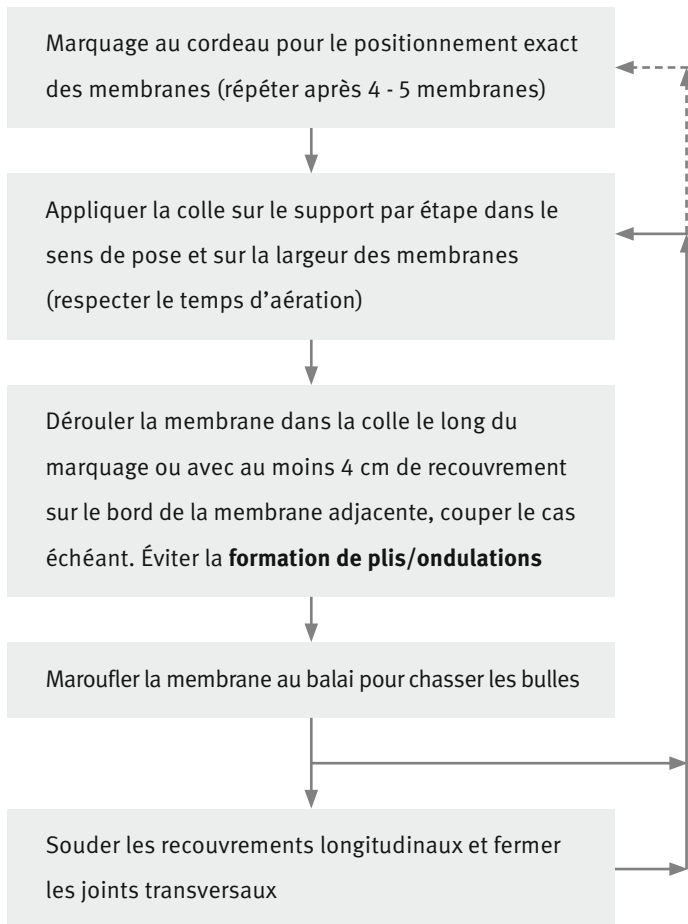 Marquage au cordeau pour le positionnement exact
des membranes (répéter après 4 - 5 membranes)
Appliquer la colle sur le support par étape dans le
sens de pose et sur la largeur des membranes
(respecter le temps d’aération)
Dérouler la membrane dans la colle le long du
marquage ou avec au moins 4 cm de recouvrement
sur le bord de la membrane adjacente, couper le cas
échéant. Éviter la formation de plis/ondulations
Maroufler la membrane au balai pour chasser les bulles
Souder les recouvrements longitudinaux et fermer
les joints transversaux